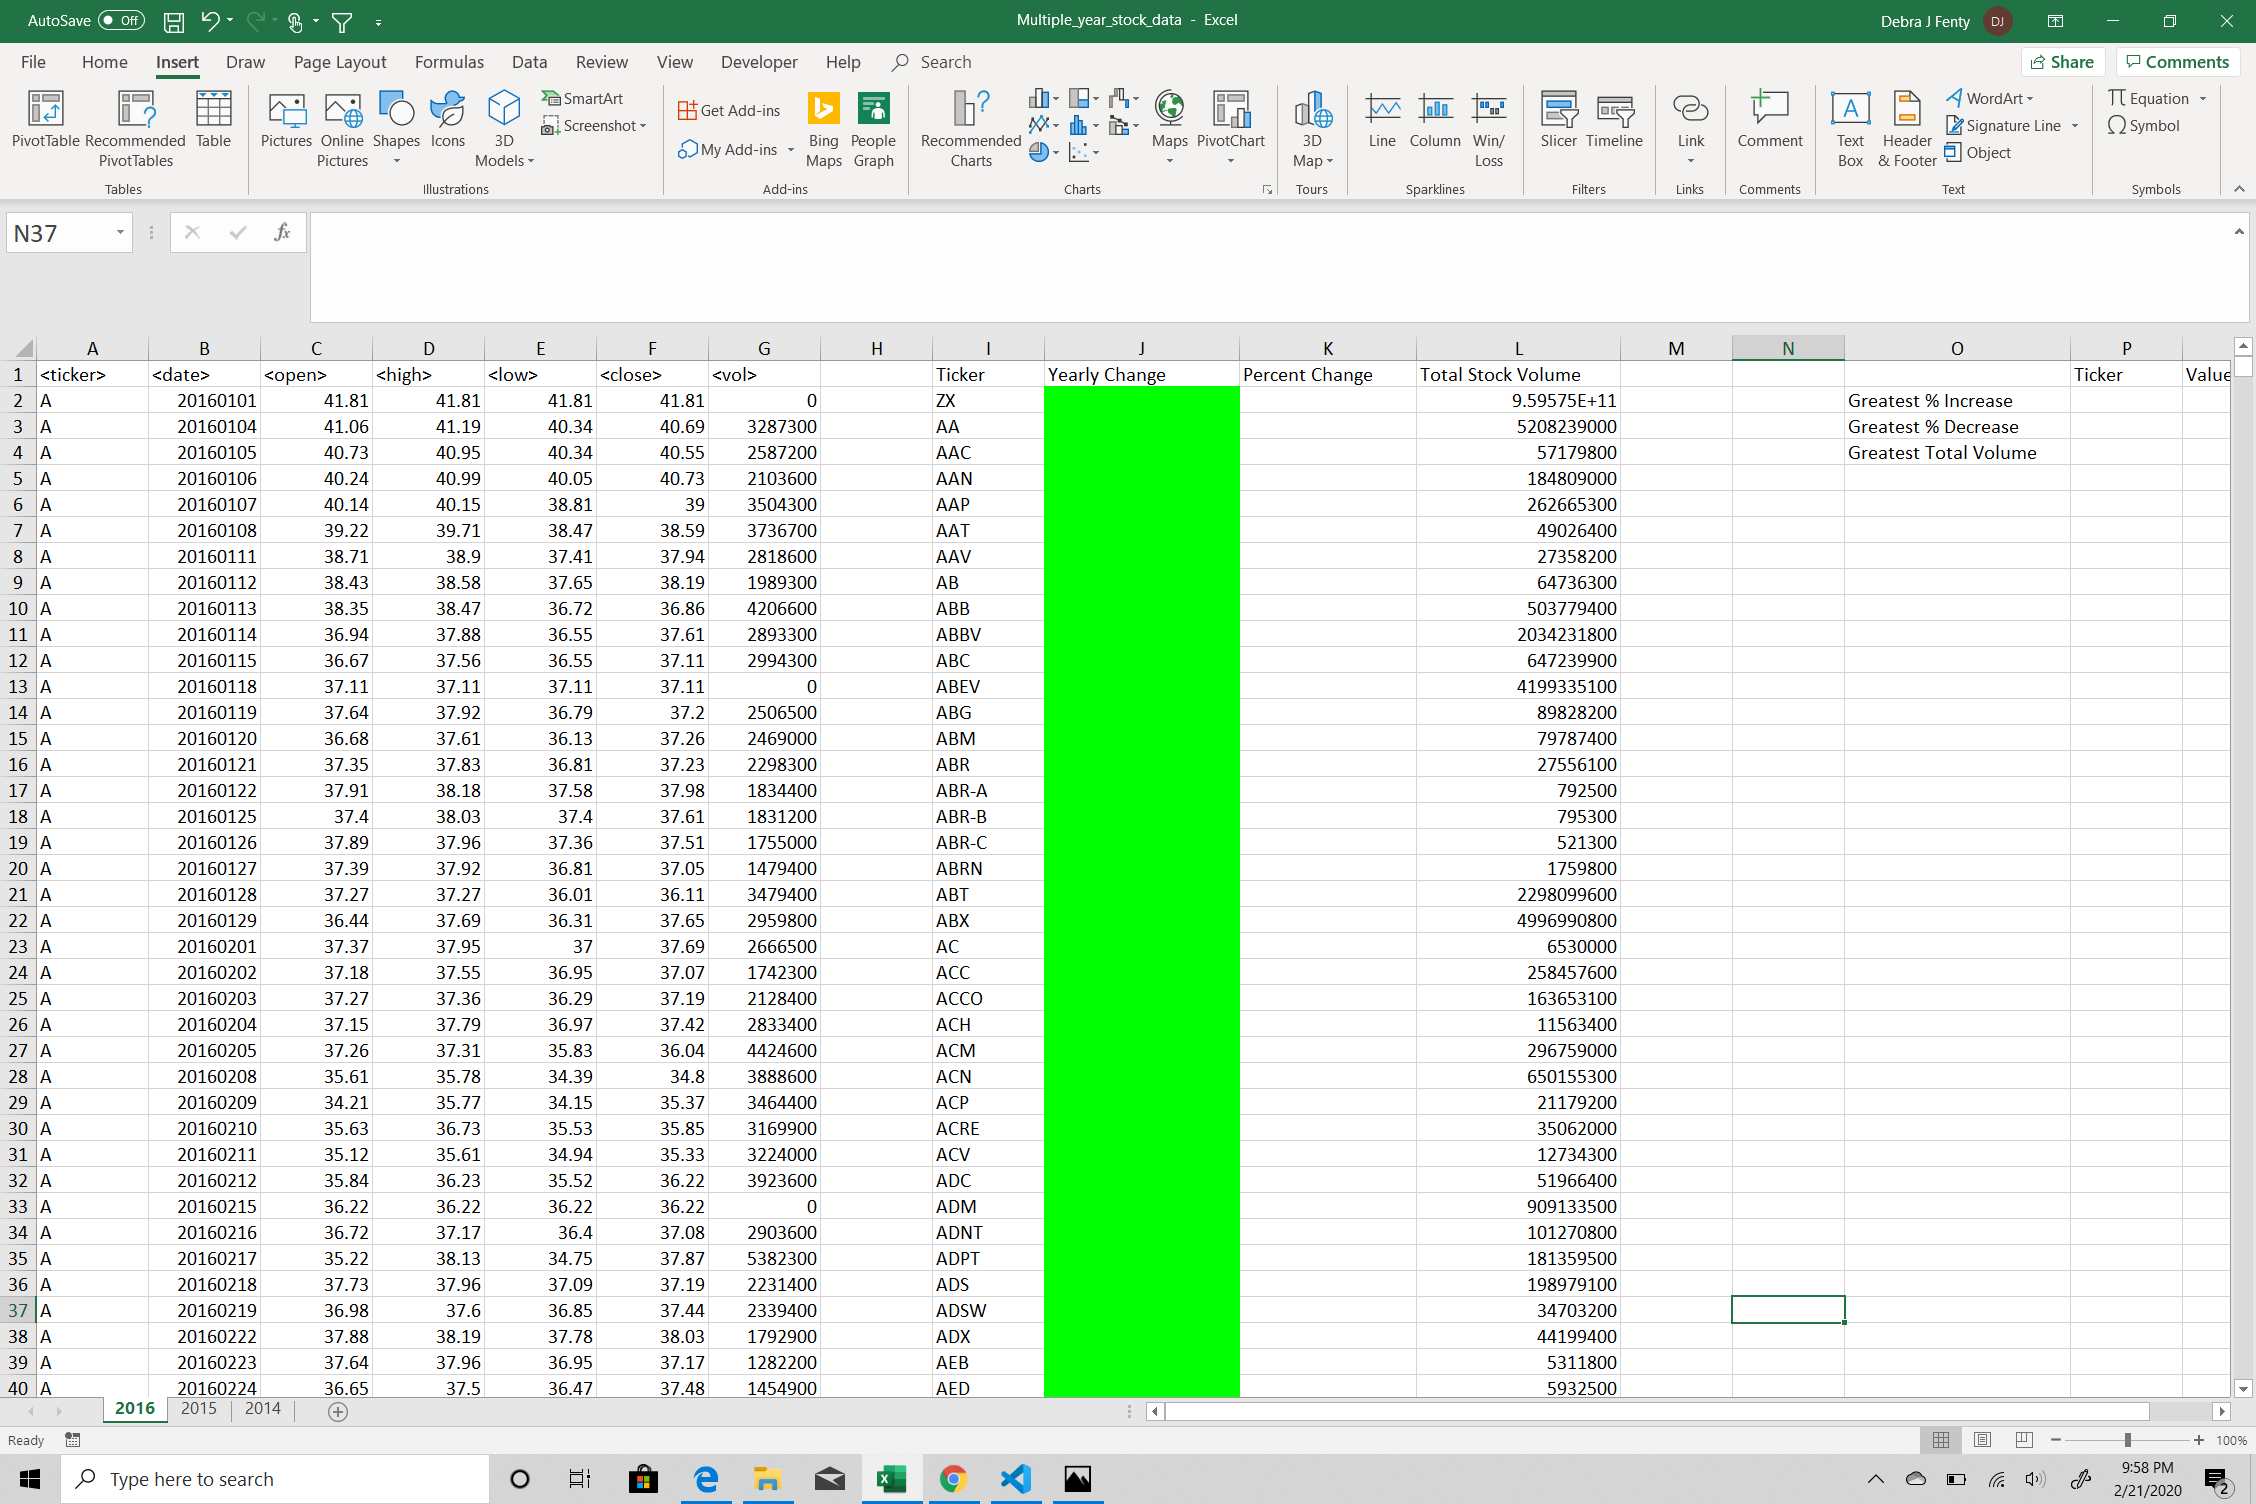 AutoSave Off Multiple_year_stock_data - Excel Debra J Fenty DJ
File Home Insert Draw Page Layout Formulas Data Review View Developer Help Search Share Comments
PivotTable Recommended PivotTables Table Pictures Online Pictures Shapes Icons 3D Models SmartArt Screenshot Get Add-ins My Add-ins Bing Maps People Graph Recommended Charts Maps PivotChart 3D Map Line Column Win/Loss Slicer Timeline Link Comment Text Box Header & Footer WordArt Signature Line Object Equation Symbol
Tables Illustrations Add-ins Charts Tours Sparklines Filters Links Comments Text Symbols
N37 fx
A B C D E F G H I J K L M N O P
1 <ticker> <date> <open> <high> <low> <close> <vol> Ticker Yearly Change Percent Change Total Stock Volume Ticker Value
2 A 20160101 41.81 41.81 41.81 41.81 0 ZX 9.59575E+11 Greatest % Increase
3 A 20160104 41.06 41.19 40.34 40.69 3287300 AA 5208239000 Greatest % Decrease
4 A 20160105 40.73 40.95 40.34 40.55 2587200 AAC 57179800 Greatest Total Volume
5 A 20160106 40.24 40.99 40.05 40.73 2103600 AAN 184809000
6 A 20160107 40.14 40.15 38.81 39 3504300 AAP 262665300
7 A 20160108 39.22 39.71 38.47 38.59 3736700 AAT 49026400
8 A 20160111 38.71 38.9 37.41 37.94 2818600 AAV 27358200
9 A 20160112 38.43 38.58 37.65 38.19 1989300 AB 64736300
10 A 20160113 38.35 38.47 36.72 36.86 4206600 ABB 503779400
11 A 20160114 36.94 37.88 36.55 37.61 2893300 ABBV 2034231800
12 A 20160115 36.67 37.56 36.55 37.11 2994300 ABC 647239900
13 A 20160118 37.11 37.11 37.11 37.11 0 ABEV 4199335100
14 A 20160119 37.64 37.92 36.79 37.2 2506500 ABG 89828200
15 A 20160120 36.68 37.61 36.13 37.26 2469000 ABM 79787400
16 A 20160121 37.35 37.83 36.81 37.23 2298300 ABR 27556100
17 A 20160122 37.91 38.18 37.58 37.98 1834400 ABR-A 792500
18 A 20160125 37.4 38.03 37.4 37.61 1831200 ABR-B 795300
19 A 20160126 37.89 37.96 37.36 37.51 1755000 ABR-C 521300
20 A 20160127 37.39 37.92 36.81 37.05 1479400 ABRN 1759800
21 A 20160128 37.27 37.27 36.01 36.11 3479400 ABT 2298099600
22 A 20160129 36.44 37.69 36.31 37.65 2959800 ABX 4996990800
23 A 20160201 37.37 37.95 37 37.69 2666500 AC 6530000
24 A 20160202 37.18 37.55 36.95 37.07 1742300 ACC 258457600
25 A 20160203 37.27 37.36 36.29 37.19 2128400 ACCO 163653100
26 A 20160204 37.15 37.79 36.97 37.42 2833400 ACH 11563400
27 A 20160205 37.26 37.31 35.83 36.04 4424600 ACM 296759000
28 A 20160208 35.61 35.78 34.39 34.8 3888600 ACN 650155300
29 A 20160209 34.21 35.77 34.15 35.37 3464400 ACP 21179200
30 A 20160210 35.63 36.73 35.53 35.85 3169900 ACRE 35062000
31 A 20160211 35.12 35.61 34.94 35.33 3224000 ACV 12734300
32 A 20160212 35.84 36.23 35.52 36.22 3923600 ADC 51966400
33 A 20160215 36.22 36.22 36.22 36.22 0 ADM 909133500
34 A 20160216 36.72 37.17 36.4 37.08 2903600 ADNT 101270800
35 A 20160217 35.22 38.13 34.75 37.87 5382300 ADPT 181359500
36 A 20160218 37.73 37.96 37.09 37.19 2231400 ADS 198979100
37 A 20160219 36.98 37.6 36.85 37.44 2339400 ADSW 34703200
38 A 20160222 37.88 38.19 37.78 38.03 1792900 ADX 44199400
39 A 20160223 37.64 37.96 36.95 37.17 1282200 AEB 5311800
40 A 20160224 36.65 37.5 36.47 37.48 1454900 AED 5932500
2016 2015 2014
Ready 100%
Type here to search 9:58 PM
2/21/2020 2